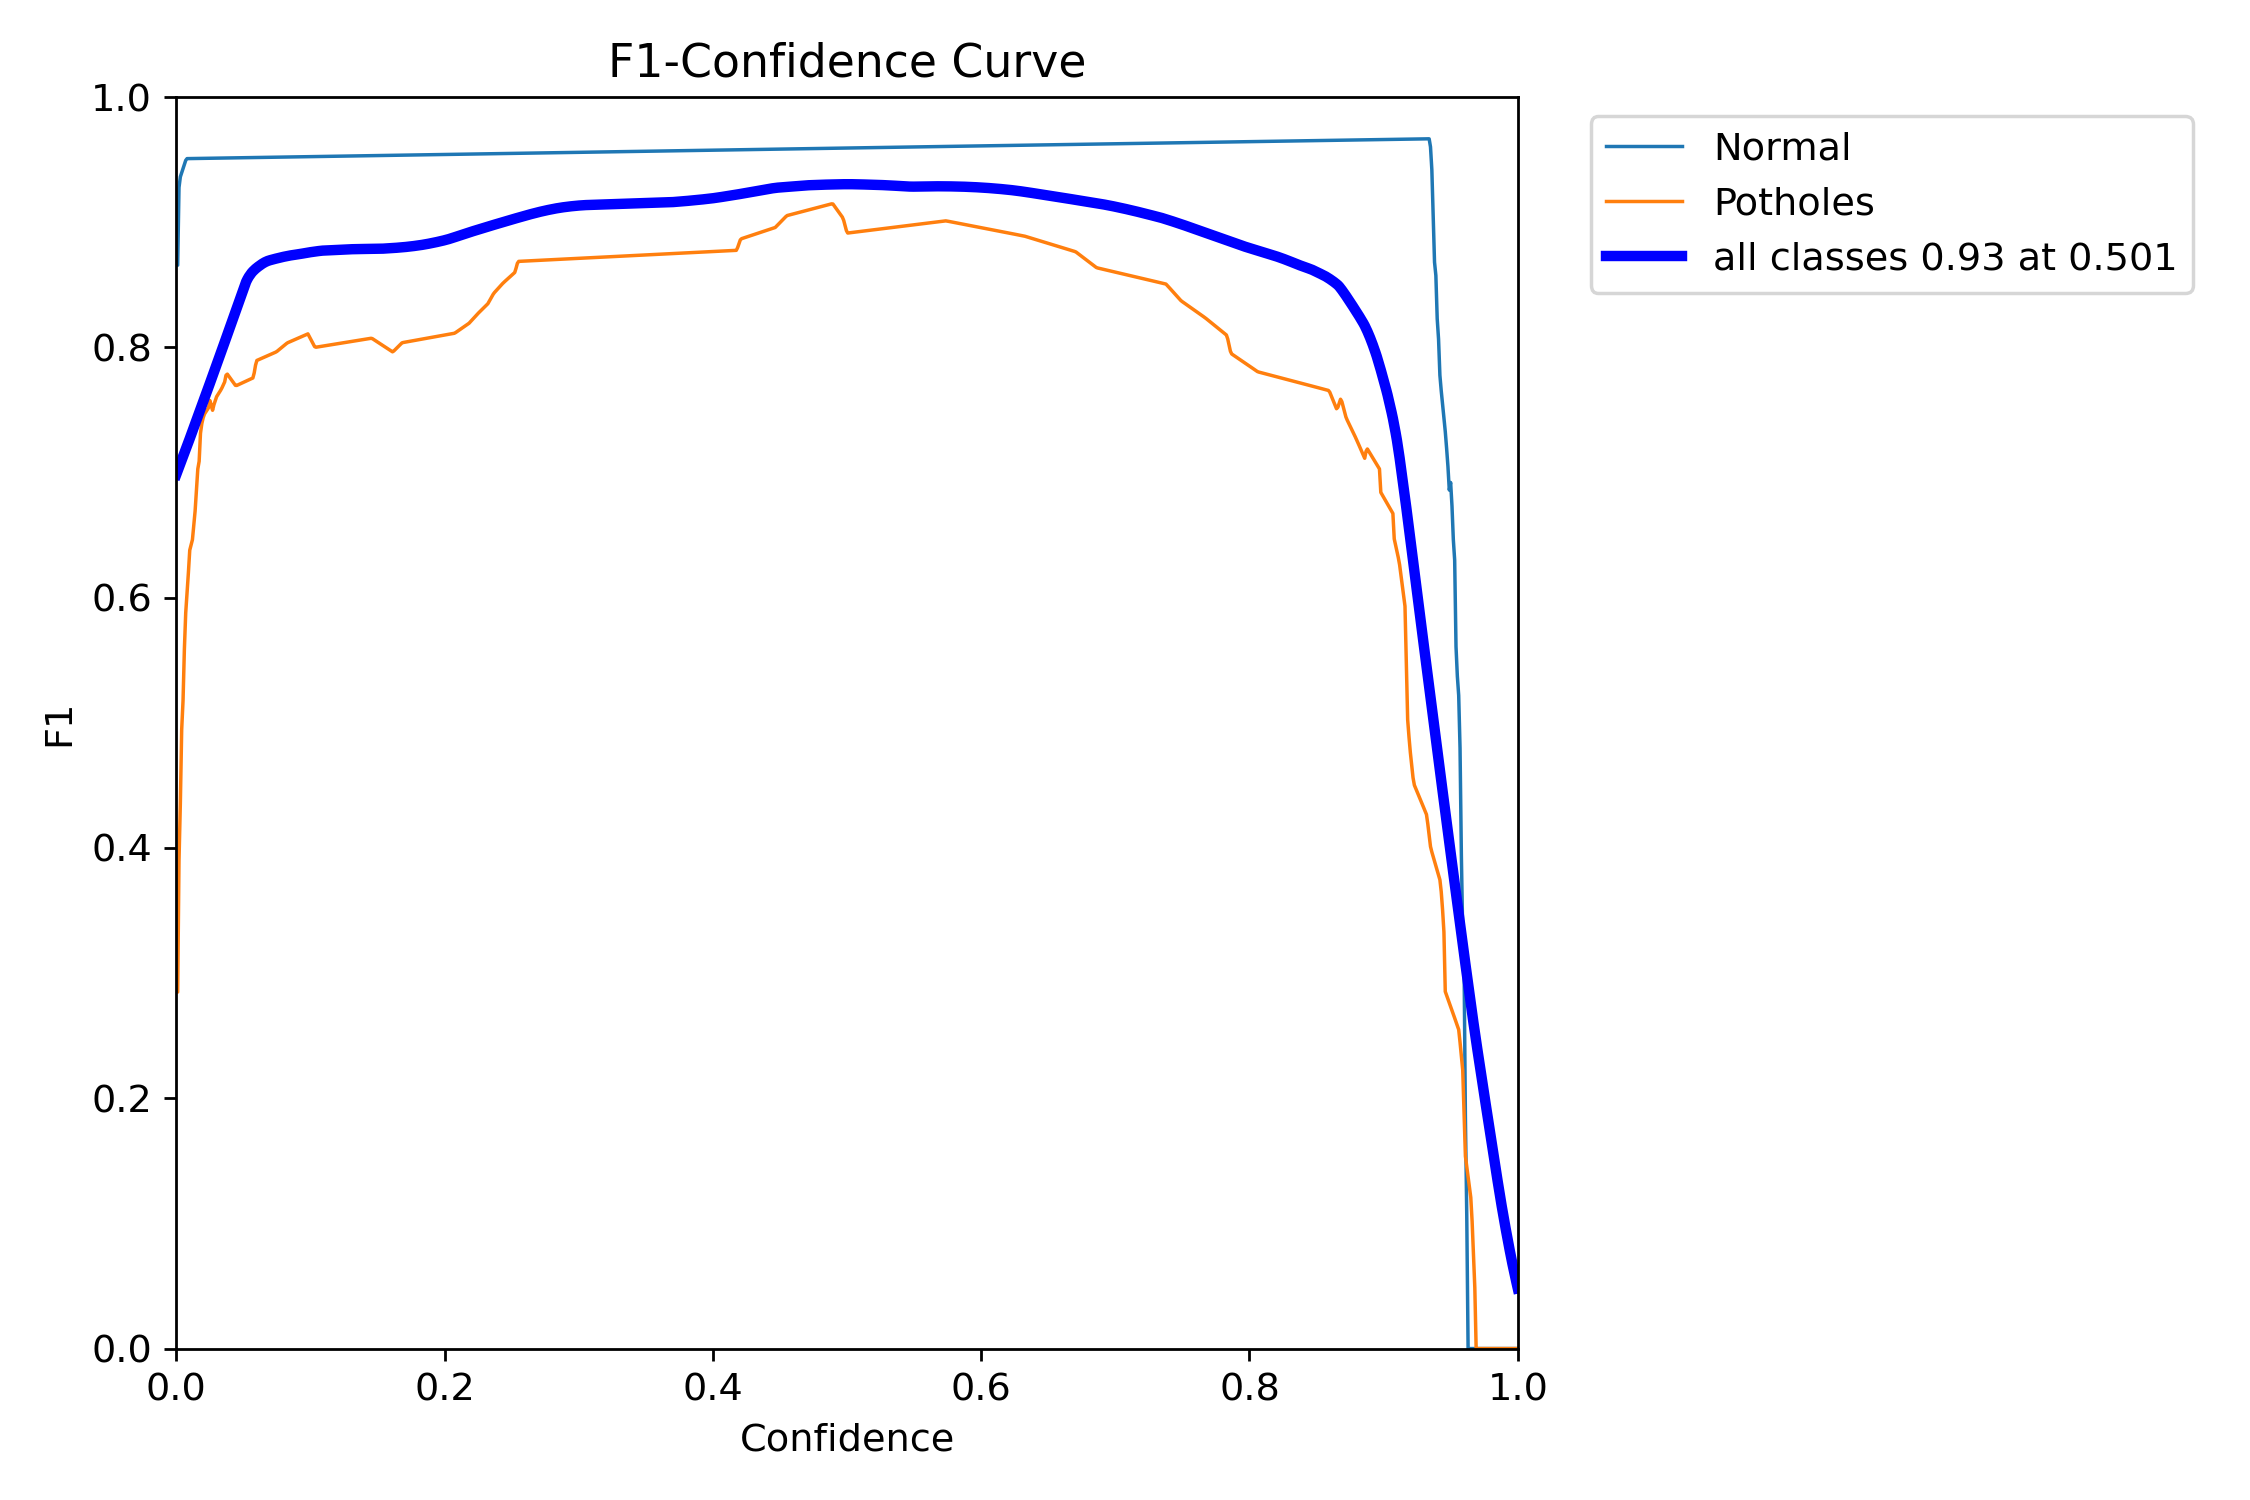 F1-Confidence Curve
Normal
Potholes
all classes 0.93 at 0.501
1.0
0.8
0.6
0.4
0.2
0.0
F1
0.0 0.2 0.4 0.6 0.8 1.0
Confidence